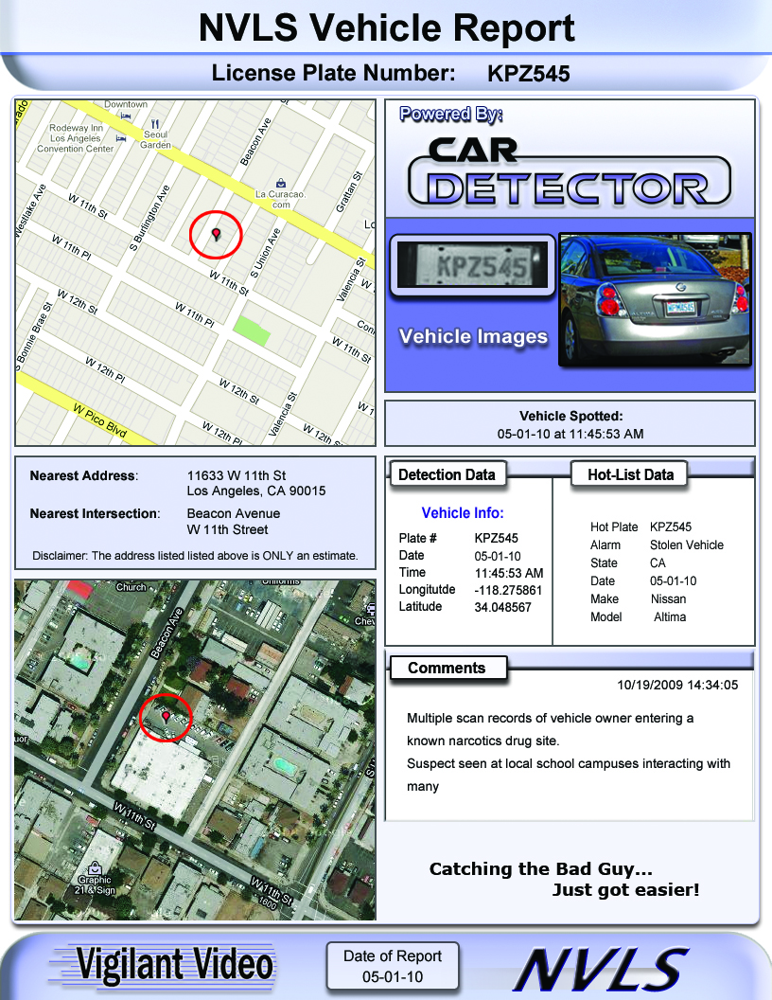 NVLS Vehicle Report
License Plate Number: KPZ545
Downtown
Rodeway Inn
Los Angeles
Convention Center
Seoul
Garden
Beacon Ave
La Curacao.
com
Grattan St
Westlake Ave
W 11th St
S Burlington Ave
S Union Ave
W 11th Pl
W 11th St
Valencia St
W 12th St
W 11th Pl
S Bonnie Brae St
W 11th St
W 12th Pl
W 12th St
Valencia St
W Pico Blvd
W 12th Pl
W 12th St
Powered By:
CAR
DETECTOR
KPZ545
Vehicle Images
Vehicle Spotted:
05-01-10 at 11:45:53 AM
Nearest Address: 11633 W 11th St
Los Angeles, CA 90015
Nearest Intersection: Beacon Avenue
W 11th Street
Disclaimer: The address listed listed above is ONLY an estimate.
Detection Data
Vehicle Info:
Plate # KPZ545
Date 05-01-10
Time 11:45:53 AM
Longitutde -118.275861
Latitude 34.048567
Hot-List Data
Hot Plate KPZ545
Alarm Stolen Vehicle
State CA
Date 05-01-10
Make Nissan
Model Altima
Church
Uniforms
Beacon Ave
W 11th St
Graphic
21 & Sign
W 11th St
1600
Comments
10/19/2009 14:34:05
Multiple scan records of vehicle owner entering a
known narcotics drug site.
Suspect seen at local school campuses interacting with
many
Catching the Bad Guy...
Just got easier!
Vigilant Video
Date of Report
05-01-10
NVLS